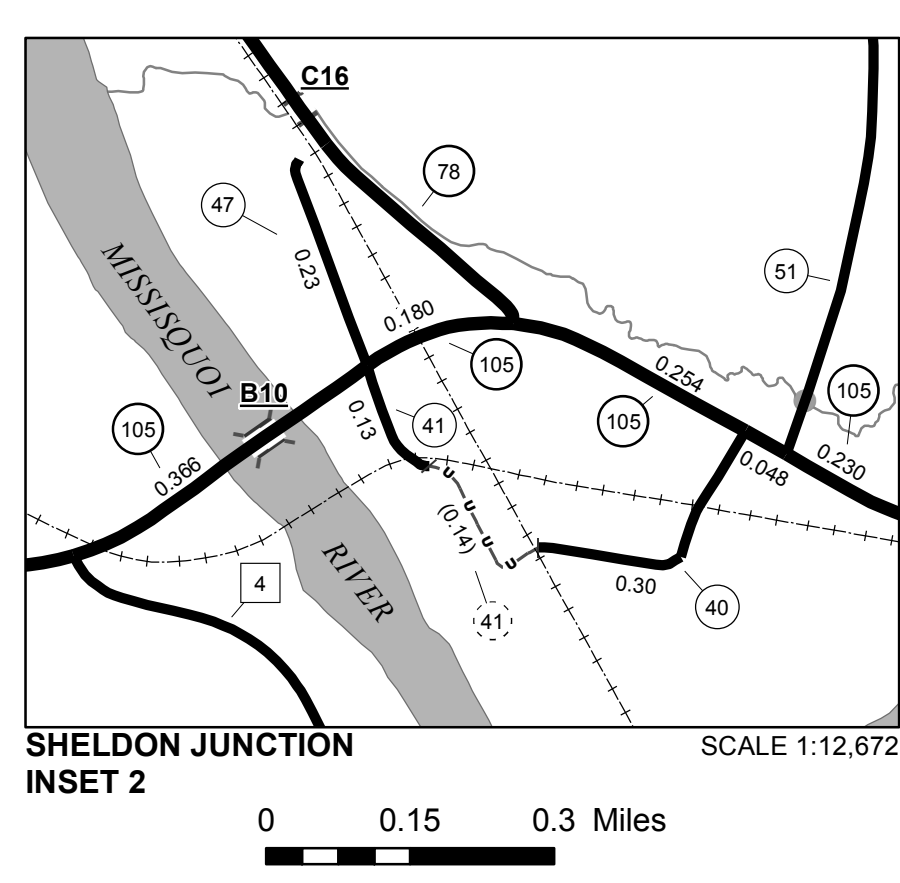 C16
78
47
0.23
51
MISSISQUOI
0.180
105
0.254
105
105
B10
105
0.13
41
0.366
0.048
0.230
U
U
U
U
(0.14)
RIVER
4
0.30
40
41
SHELDON JUNCTION
SCALE 1:12,672
INSET 2
0 0.15 0.3 Miles